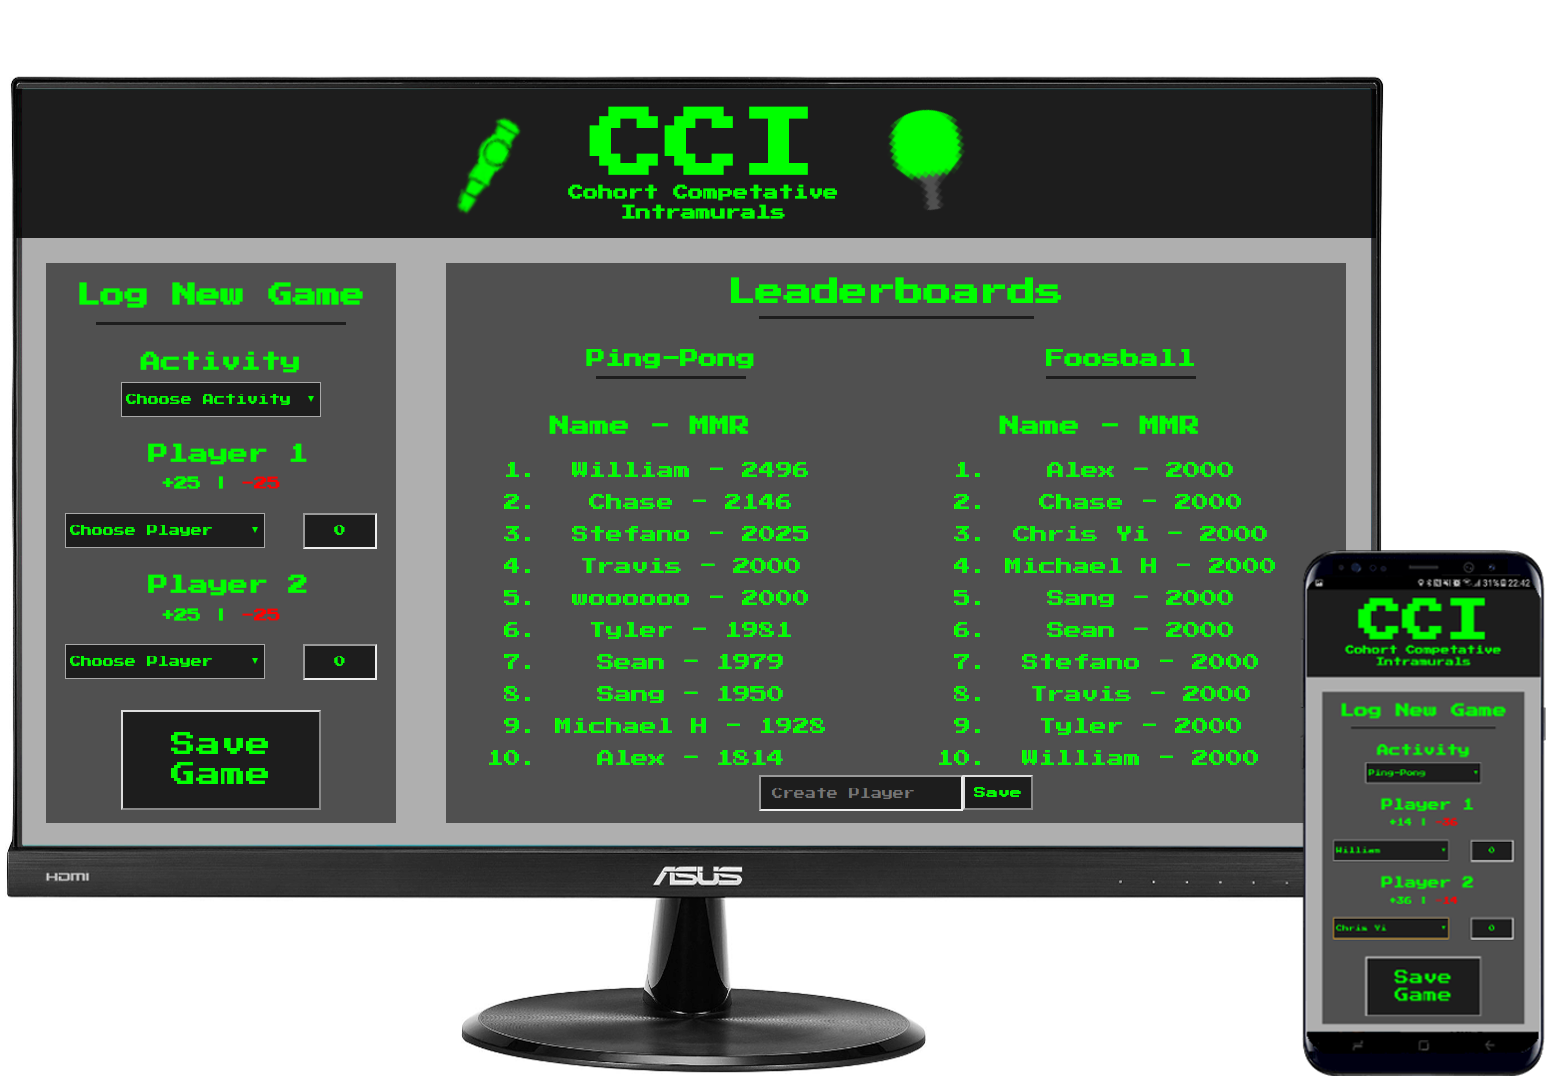 CCI
Cohort Competative
Intramurals
Log New Game
Activity
Choose Activity
Player 1
+25 | -25
Choose Player
0
Player 2
+25 | -25
Choose Player
0
Save
Game
Leaderboards
Ping-Pong
Name - MMR
1. William - 2496
2. Chase - 2146
3. Stefano - 2025
4. Travis - 2000
5. woooooo - 2000
6. Tyler - 1981
7. Sean - 1979
8. Sang - 1950
9. Michael H - 1928
10. Alex - 1814
Foosball
Name - MMR
1. Alex - 2000
2. Chase - 2000
3. Chris Yi - 2000
4. Michael H - 2000
5. Sang - 2000
6. Sean - 2000
7. Stefano - 2000
8. Travis - 2000
9. Tyler - 2000
10. William - 2000
Create Player
Save
HDMI
ASUS
31% 22:42
CCI
Cohort Competative
Intramurals
Log New Game
Activity
Ping-Pong
Player 1
+14 | -36
William
0
Player 2
+36 | -14
Chris Yi
0
Save
Game